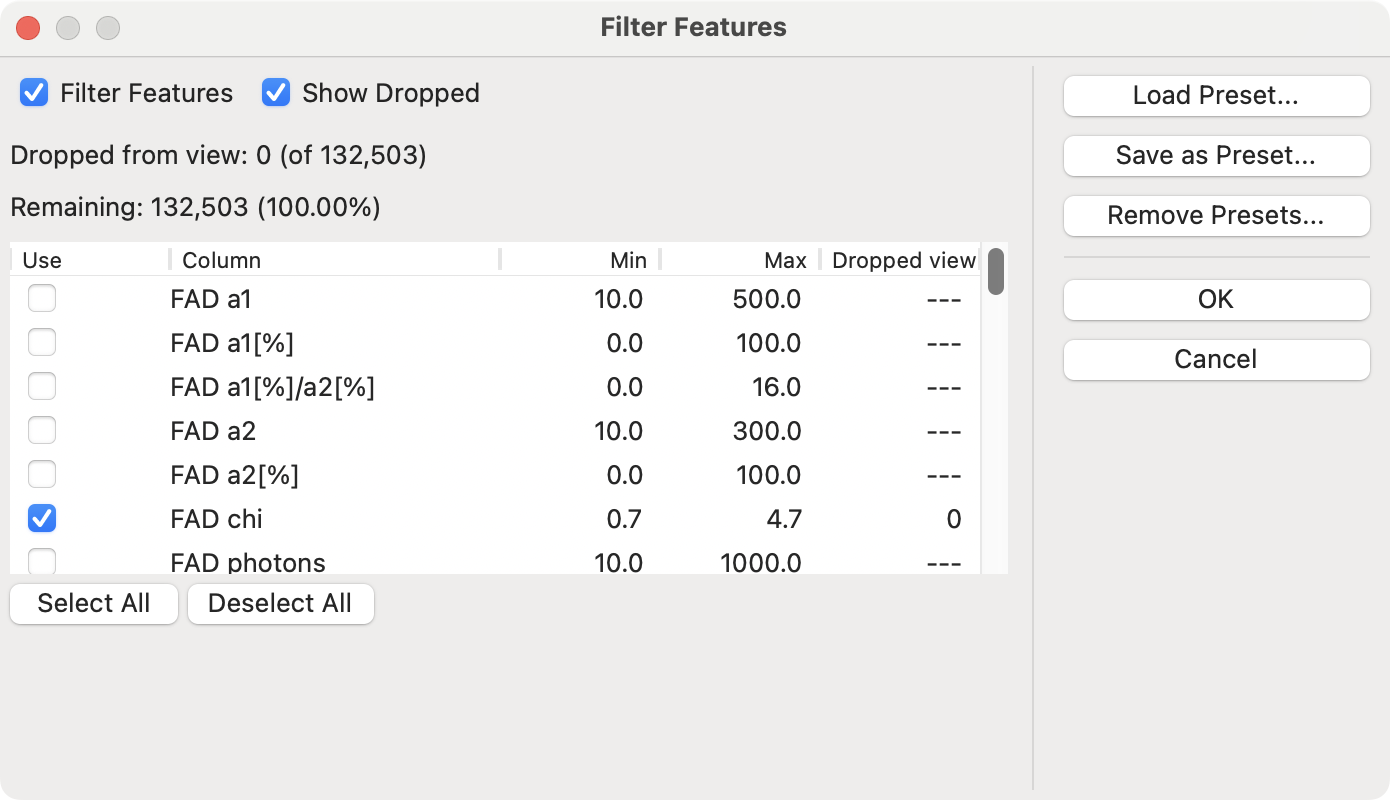 Filter Features
Filter Features Show Dropped
Dropped from view: 0 (of 132,503)
Remaining: 132,503 (100.00%)
Use Column Min Max Dropped view
FAD a1 10.0 500.0 ---
FAD a1[%] 0.0 100.0 ---
FAD a1[%]/a2[%] 0.0 16.0 ---
FAD a2 10.0 300.0 ---
FAD a2[%] 0.0 100.0 ---
FAD chi 0.7 4.7 0
FAD photons 10.0 1000.0 ---
Select All Deselect All
Load Preset...
Save as Preset...
Remove Presets...
OK
Cancel